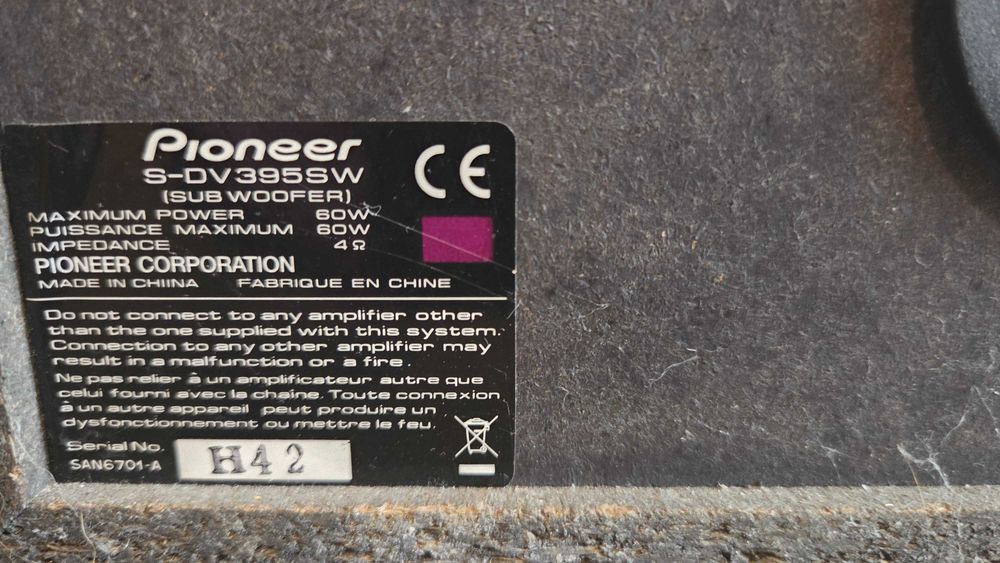 Pioneer
CE
S-DV395SW
(SUB WOOFER)
MAXIMUM POWER 60W
PUISSANCE MAXIMUM 60W
IMPEDANCE 4Ω
PIONEER CORPORATION
MADE IN CHIINA FABRIQUE EN CHINE
Do not connect to any amplifier other
than the one supplied with this system.
Connection to any other amplifier may
result in a malfunction or a fire.
Ne pas relier à un amplificateur autre que
celui fourni avec la chaîne. Toute connexion
à un autre appareil peut produire un
dysfonctionnement ou mettre le feu.
Serial No.
SAN6701-A
H42